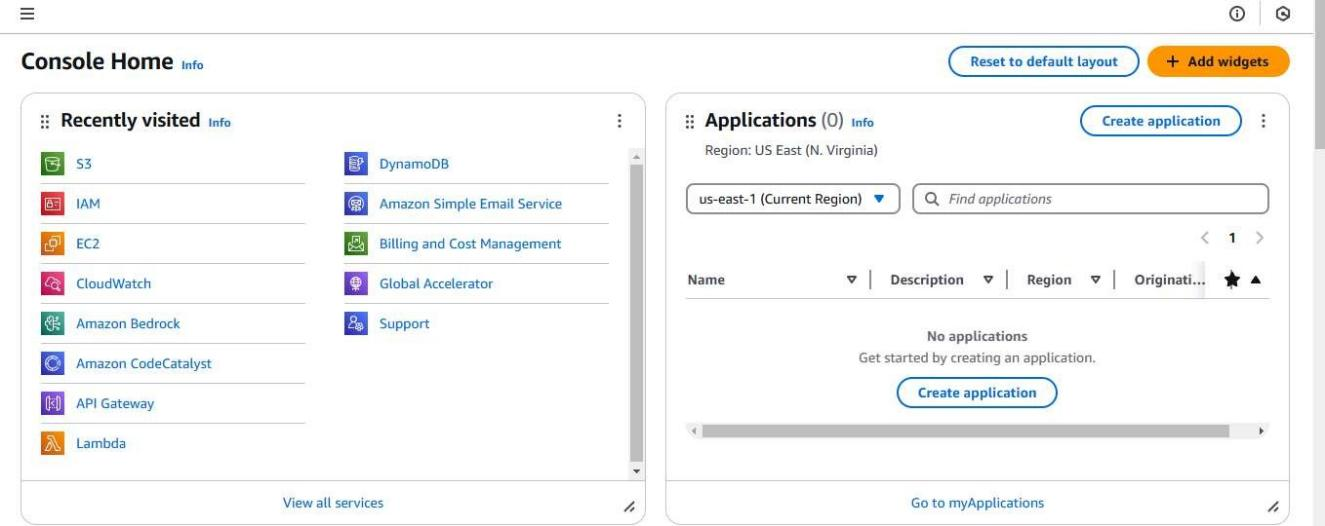 Console Home Info
Reset to default layout
+ Add widgets
Recently visited Info
S3
IAM
EC2
CloudWatch
Amazon Bedrock
Amazon CodeCatalyst
API Gateway
Lambda
DynamoDB
Amazon Simple Email Service
Billing and Cost Management
Global Accelerator
Support
View all services
Applications (0) Info
Create application
Region: US East (N. Virginia)
us-east-1 (Current Region)
Find applications
1
Name Description Region Originati...
No applications
Get started by creating an application.
Create application
Go to myApplications